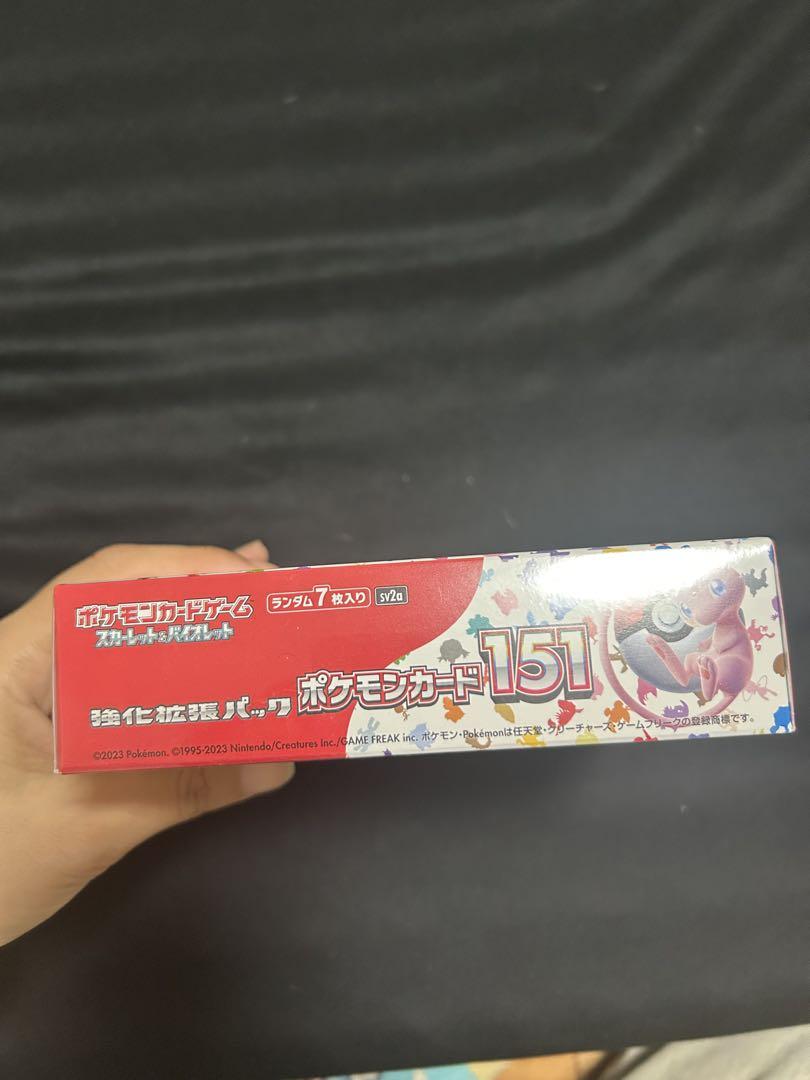 ポケモンカードゲーム
スカーレット&バイオレット
ランダム7枚入り
sv2a
強化拡張パック
ポケモンカード151
©2023 Pokémon. ©1995-2023 Nintendo/Creatures Inc./GAME FREAK inc. ポケモン・Pokémonは任天堂・クリーチャーズ・ゲームフリークの登録商標です。